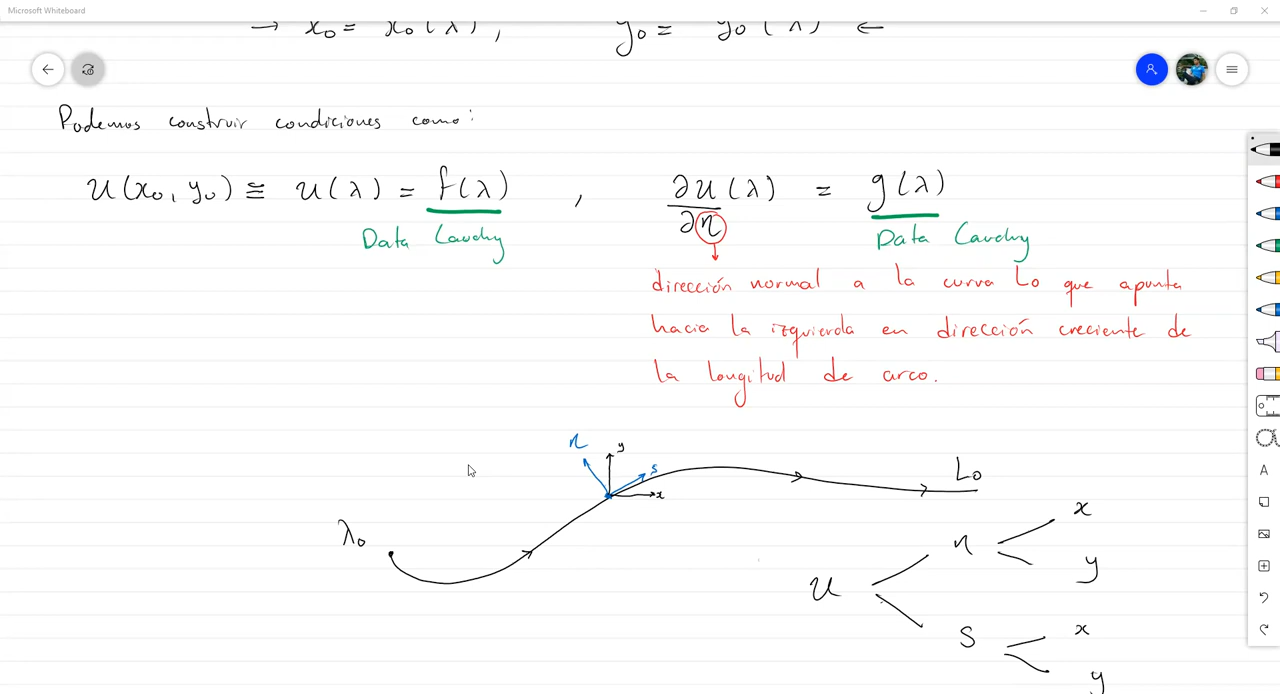 Microsoft Whiteboard
→ x₀ = x₀(λ), y₀ = y₀(λ) ←
Podemos construir condiciones como:
u(x₀, y₀) ≅ u(λ) = f(λ) , ∂u/∂n (λ) = g(λ)
Data Cauchy Data Cauchy
dirección normal a la curva L₀ que apunta
hacia la izquierda en dirección creciente de
la longitud de arco.
n y
s
x
L₀
λ₀
x
n
y
u
x
s
y
A